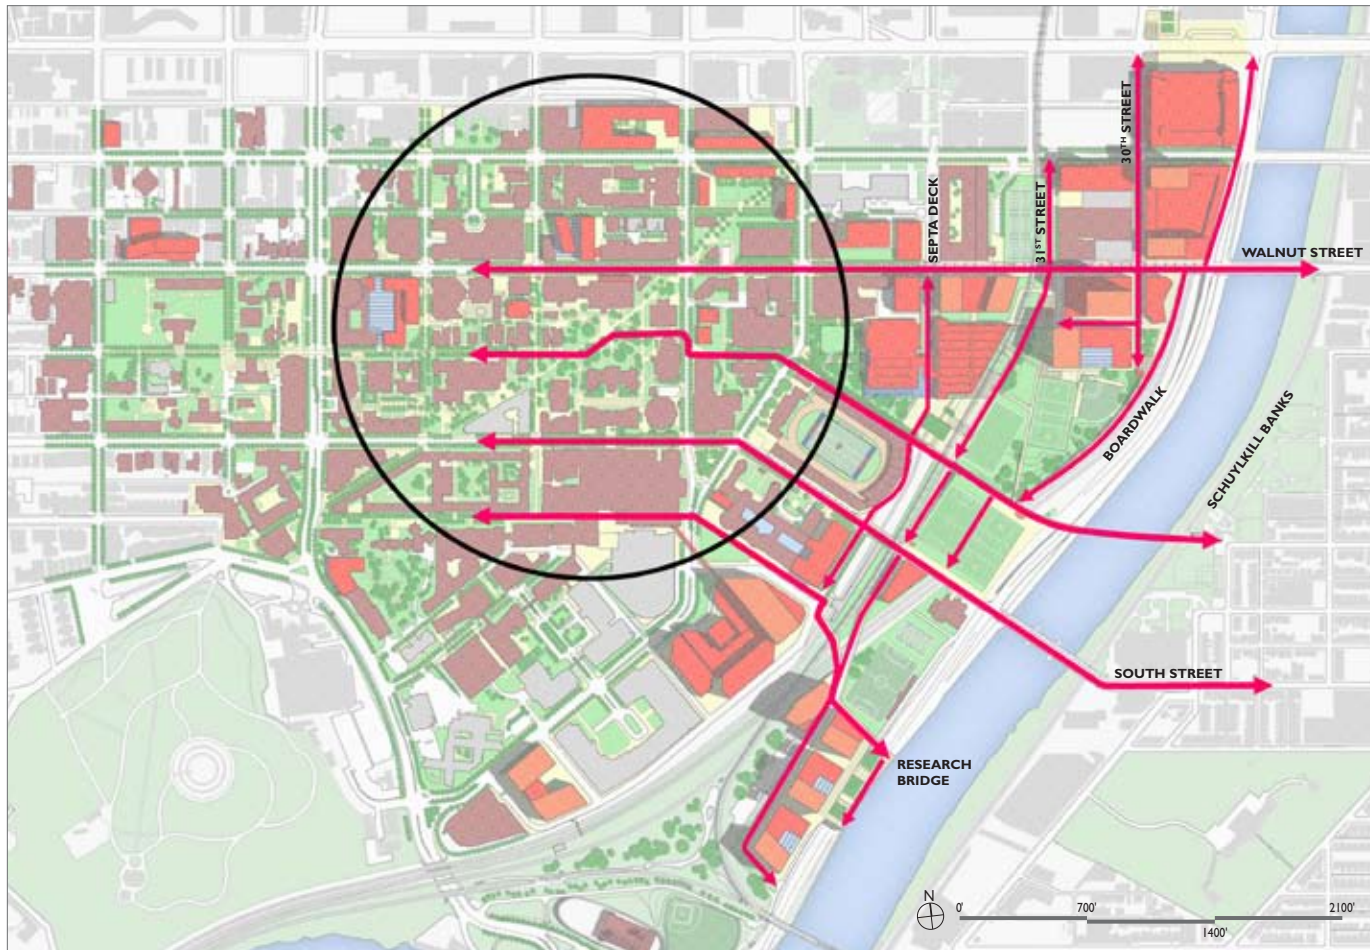 30TH STREET
SEPTA DECK
31ST STREET
WALNUT STREET
BOARDWALK
SCHUYLKILL BANKS
SOUTH STREET
RESEARCH
BRIDGE
N
0'
700'
1400'
2100'